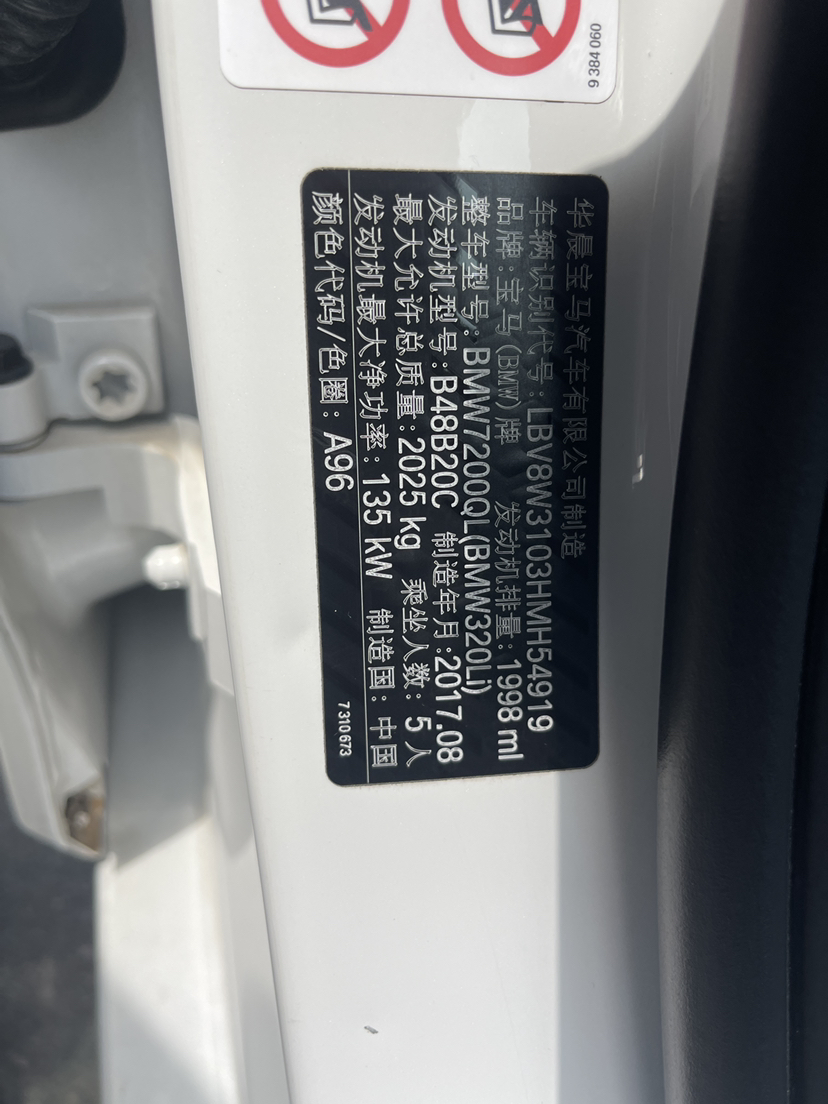 9 384 060
华晨宝马汽车有限公司制造
车辆识别代号:LBV8W3103HMH54919
品牌:宝马(BMW)牌 发动机排量:1998 ml
整车型号:BMW7200QL(BMW320Li)
发动机型号:B48B20C 制造年月:2017.08
最大允许总质量:2025 kg 乘坐人数:5人
发动机最大净功率:135 kW 制造国:中国
颜色代码/色圈:A96 7 310 673